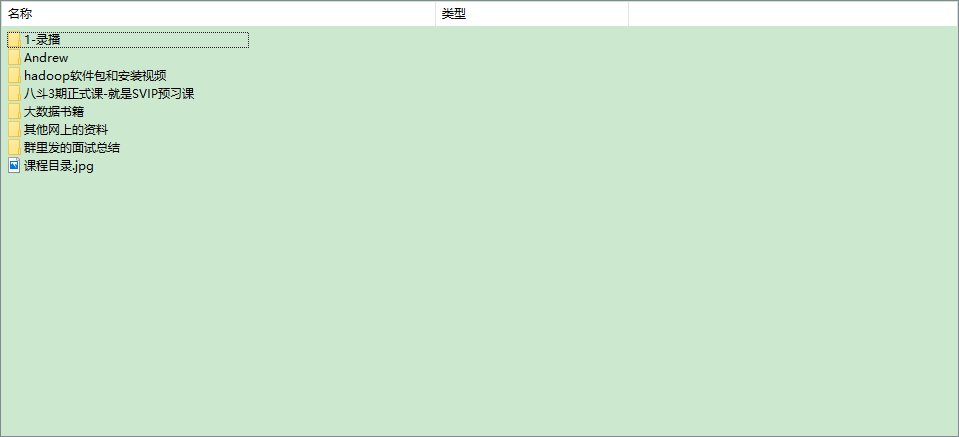 名称 类型
1-录播
Andrew
hadoop软件包和安装视频
八斗3期正式课-就是SVIP预习课
大数据书籍
其他网上的资料
群里发的面试总结
课程目录.jpg